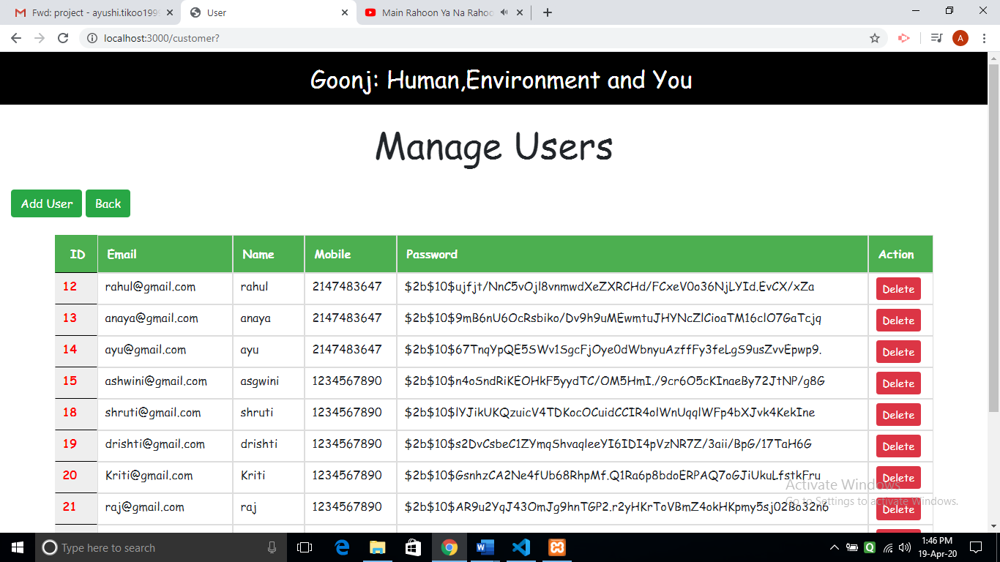 Fwd: project - ayushi.tikoo199
User
Main Rahoon Ya Na Rahoo
localhost:3000/customer?
A
Goonj: Human,Environment and You
Manage Users
Add User Back
ID Email Name Mobile Password Action
12 rahul@gmail.com rahul 2147483647 $2b$10$ujfjt/NnC5vOjl8vnmwdXeZXRCHd/FCxeV0o36NjLYId.EvCX/xZa Delete
13 anaya@gmail.com anaya 2147483647 $2b$10$9mB6nU6OcRsbiko/Dv9h9uMEwmtuJHYNcZlCioaTM16clO7GaTcjq Delete
14 ayu@gmail.com ayu 2147483647 $2b$10$67TnqYpQE5SWv1SgcFjOye0dWbnyuAzffFy3feLgS9usZvvEpwp9. Delete
15 ashwini@gmail.com asgwini 1234567890 $2b$10$n4oSndRiKEOHkF5yydTC/OM5HmI./9cr6O5cKInaeBy72JtNP/g8G Delete
18 shruti@gmail.com shruti 1234567890 $2b$10$lYJikUKQzuicV4TDKocOCuidCCIR4olWnUqqlWFp4bXJvk4KekIne Delete
19 drishti@gmail.com drishti 1234567890 $2b$10$s2DvCsbeC1ZYmqShvaqleeYI6IDI4pVzNR7Z/3aii/BpG/17TaH6G Delete
20 Kriti@gmail.com Kriti 1234567890 $2b$10$GsnhzCA2Ne4fUb68RhpMf.Q1Ra6p8bdoERPAQ7oGJiUkuLfstkFru Delete
21 raj@gmail.com raj 1234567890 $2b$10$AR9u2YqJ43OmJg9hnTGP2.r2yHKrToVBmZ4okHKpmy5sj02Bo32n6 Delete
Activate Windows
Go to Settings to activate Windows.
Type here to search
1:46 PM
19-Apr-20